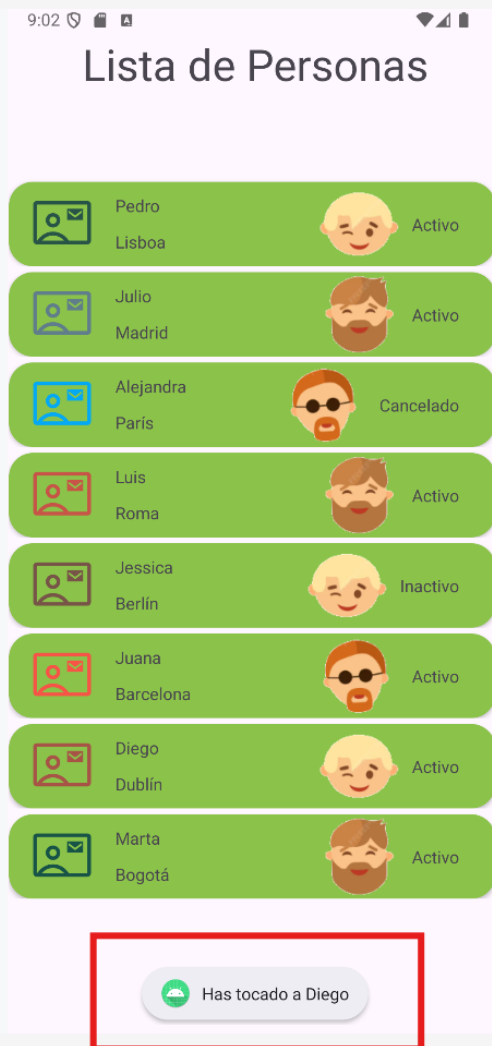 9:02
Lista de Personas
Pedro
Activo
Lisboa
Julio
Activo
Madrid
Alejandra
Cancelado
París
Luis
Activo
Roma
Jessica
Inactivo
Berlín
Juana
Activo
Barcelona
Diego
Activo
Dublín
Marta
Activo
Bogotá
Has tocado a Diego